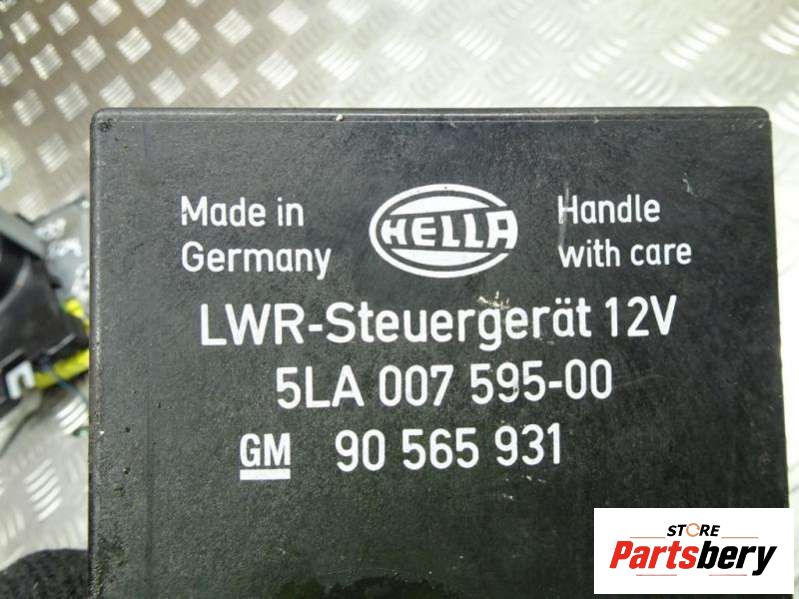 Made in
Germany
HELLA
Handle
with care
LWR-Steuergerät 12V
5LA 007 595-00
GM 90 565 931
STORE
Partsbery